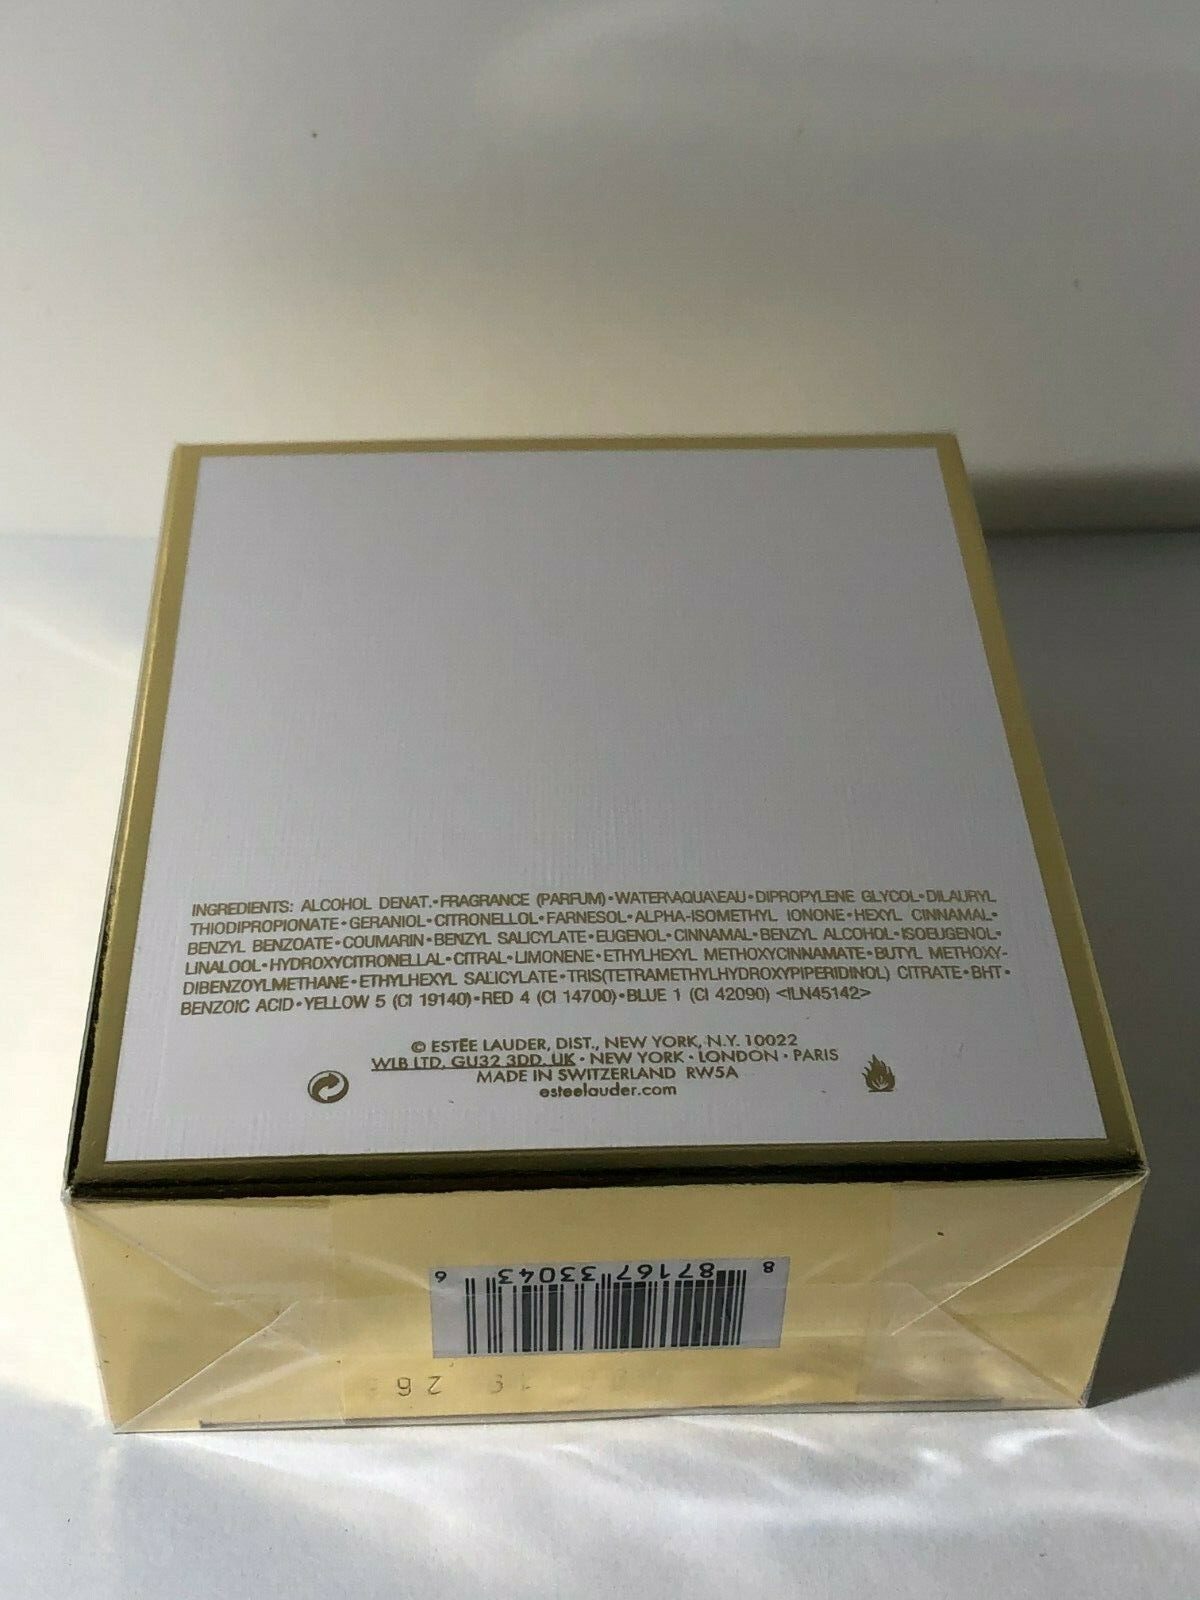 INGREDIENTS: ALCOHOL DENAT.•FRAGRANCE (PARFUM)•WATER\AQUA\EAU•DIPROPYLENE GLYCOL•DILAURYL
THIODIPROPIONATE•GERANIOL•CITRONELLOL•FARNESOL•ALPHA-ISOMETHYL IONONE•HEXYL CINNAMAL•
BENZYL BENZOATE•COUMARIN•BENZYL SALICYLATE•EUGENOL•CINNAMAL•BENZYL ALCOHOL•ISOEUGENOL•
LINALOOL•HYDROXYCITRONELLAL•CITRAL•LIMONENE•ETHYLHEXYL METHOXYCINNAMATE•BUTYL METHOXY-
DIBENZOYLMETHANE•ETHYLHEXYL SALICYLATE•TRIS(TETRAMETHYLHYDROXYPIPERIDINOL) CITRATE•BHT•
BENZOIC ACID•YELLOW 5 (CI 19140)•RED 4 (CI 14700)•BLUE 1 (CI 42090) <ILN45142>
© ESTĒE LAUDER, DIST., NEW YORK, N.Y. 10022
WLB LTD. GU32 3DD. UK • NEW YORK • LONDON • PARIS
MADE IN SWITZERLAND RW5A
esteelauder.com
8 87167 33043 6